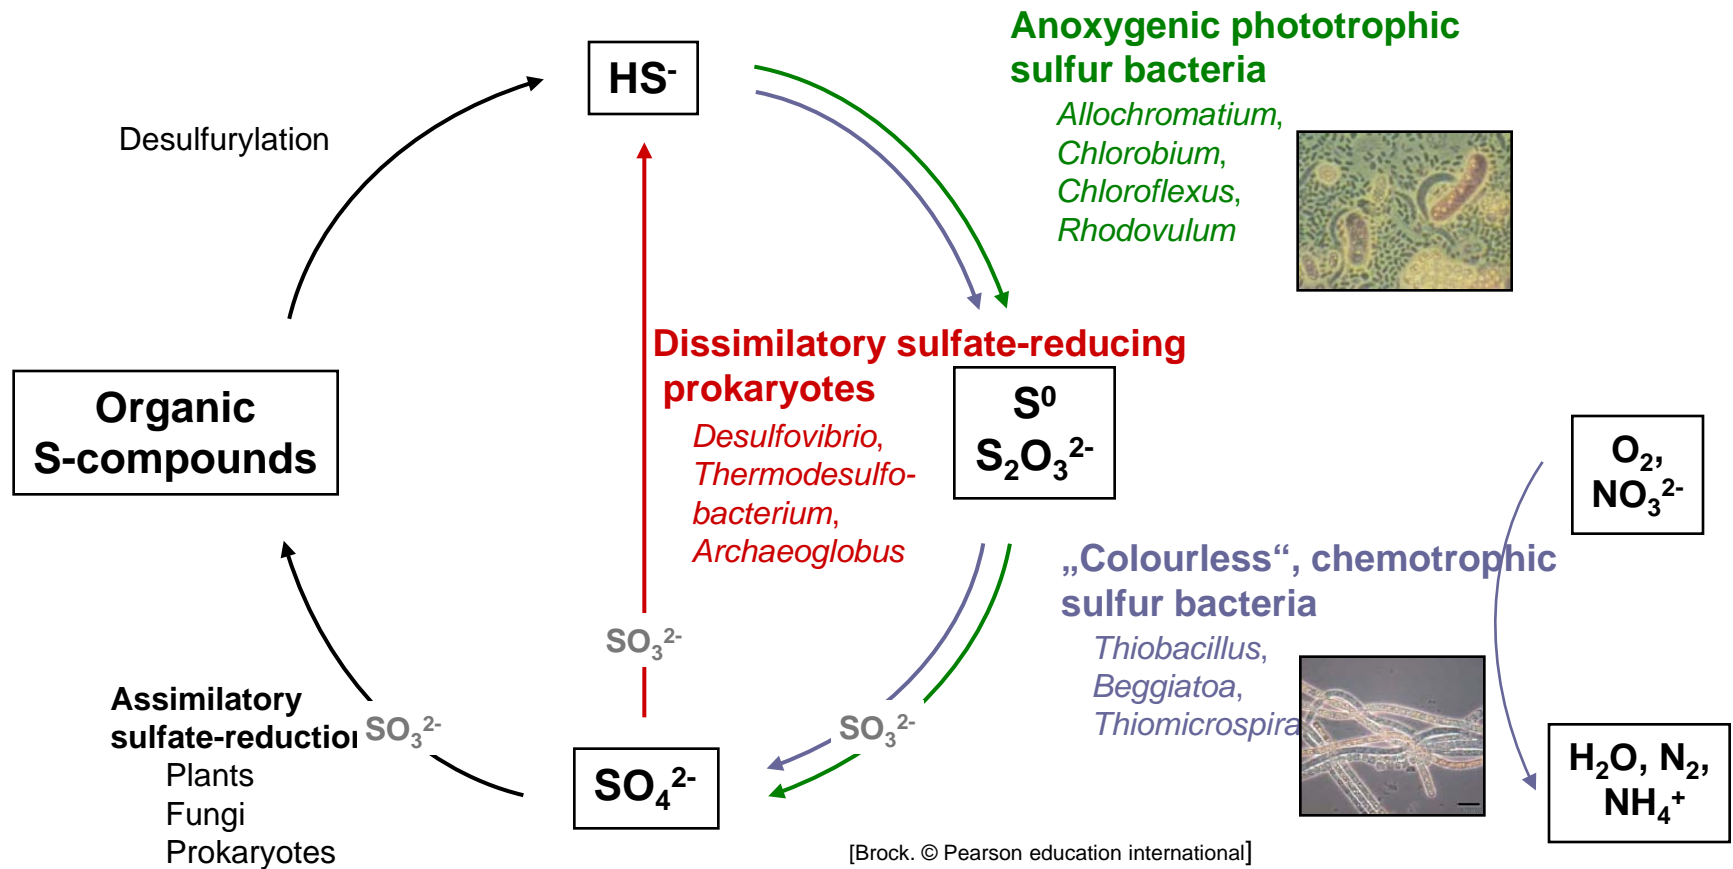 Anoxygenic phototrophic
sulfur bacteria
Allochromatium,
Chlorobium,
Chloroflexus,
Rhodovulum
HS⁻
Desulfurylation
Dissimilatory sulfate-reducing
prokaryotes
Desulfovibrio,
Thermodesulfo-
bacterium,
Archaeoglobus
S⁰
S₂O₃²⁻
Organic
S-compounds
O₂,
NO₃²⁻
„Colourless“, chemotrophic
sulfur bacteria
Thiobacillus,
Beggiatoa,
Thiomicrospira
SO₃²⁻
Assimilatory
sulfate-reduction
SO₃²⁻
Plants
Fungi
Prokaryotes
SO₃²⁻
SO₄²⁻
H₂O, N₂,
NH₄⁺
[Brock. © Pearson education international]